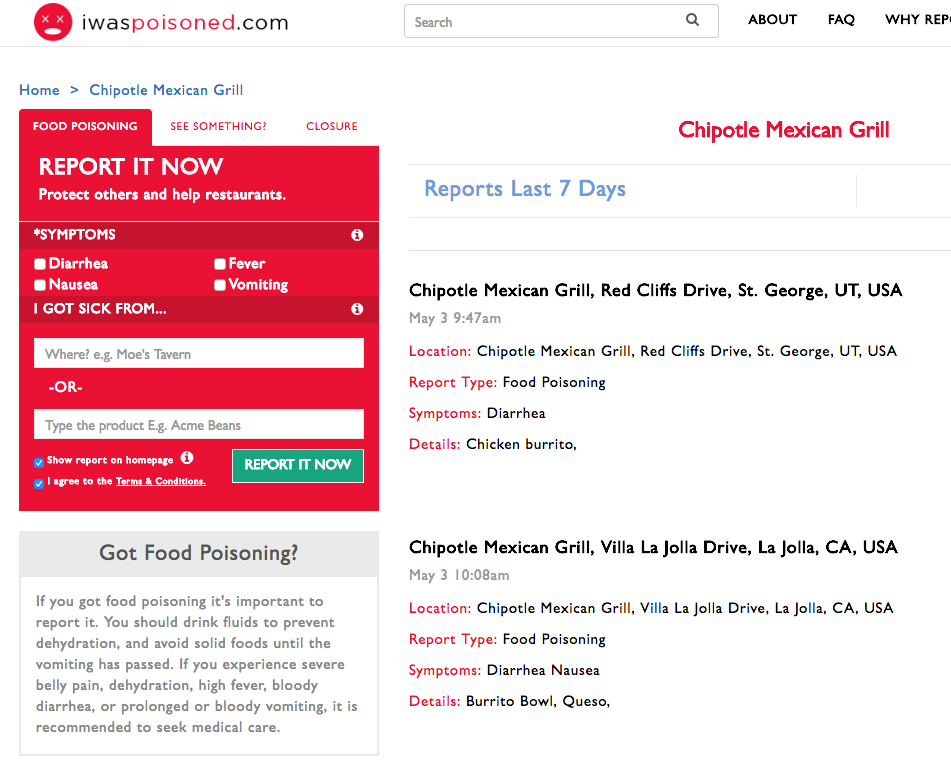 iwaspoisoned.com
Search
ABOUT FAQ WHY REPO
Home > Chipotle Mexican Grill
FOOD POISONING SEE SOMETHING? CLOSURE
REPORT IT NOW
Protect others and help restaurants.
*SYMPTOMS
Diarrhea Fever
Nausea Vomiting
I GOT SICK FROM...
Where? e.g. Moe's Tavern
-OR-
Type the product E.g. Acme Beans
Show report on homepage
I agree to the Terms & Conditions.
REPORT IT NOW
Got Food Poisoning?
If you got food poisoning it's important to
report it. You should drink fluids to prevent
dehydration, and avoid solid foods until the
vomiting has passed. If you experience severe
belly pain, dehydration, high fever, bloody
diarrhea, or prolonged or bloody vomiting, it is
recommended to seek medical care.
Chipotle Mexican Grill
Reports Last 7 Days
Chipotle Mexican Grill, Red Cliffs Drive, St. George, UT, USA
May 3 9:47am
Location: Chipotle Mexican Grill, Red Cliffs Drive, St. George, UT, USA
Report Type: Food Poisoning
Symptoms: Diarrhea
Details: Chicken burrito,
Chipotle Mexican Grill, Villa La Jolla Drive, La Jolla, CA, USA
May 3 10:08am
Location: Chipotle Mexican Grill, Villa La Jolla Drive, La Jolla, CA, USA
Report Type: Food Poisoning
Symptoms: Diarrhea Nausea
Details: Burrito Bowl, Queso,